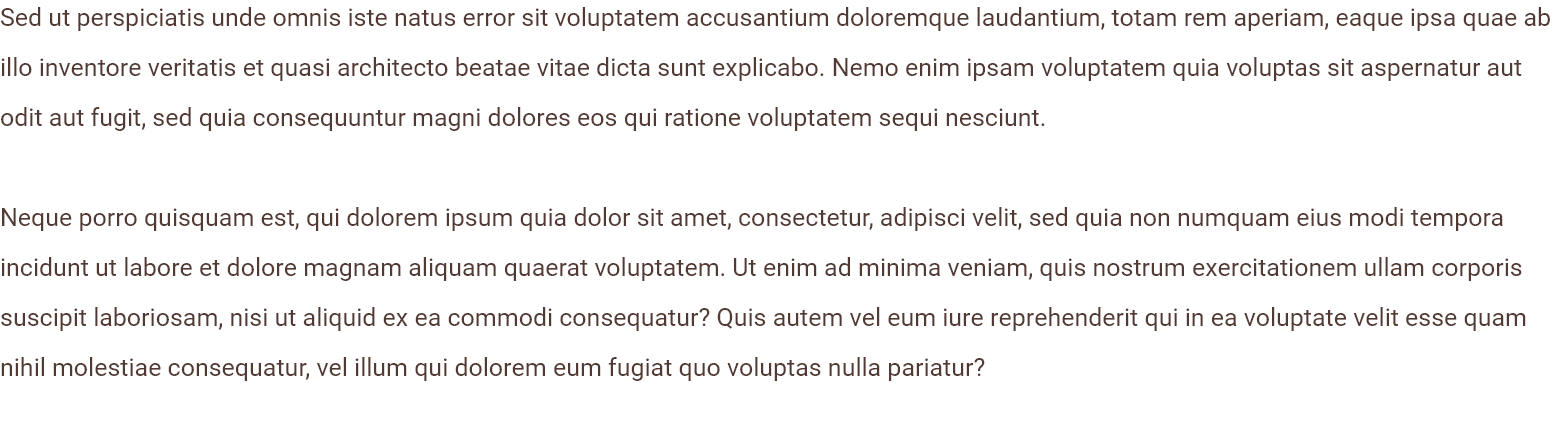 Sed ut perspiciatis unde omnis iste natus error sit voluptatem accusantium doloremque laudantium, totam rem aperiam, eaque ipsa quae ab
illo inventore veritatis et quasi architecto beatae vitae dicta sunt explicabo. Nemo enim ipsam voluptatem quia voluptas sit aspernatur aut
odit aut fugit, sed quia consequuntur magni dolores eos qui ratione voluptatem sequi nesciunt.
Neque porro quisquam est, qui dolorem ipsum quia dolor sit amet, consectetur, adipisci velit, sed quia non numquam eius modi tempora
incidunt ut labore et dolore magnam aliquam quaerat voluptatem. Ut enim ad minima veniam, quis nostrum exercitationem ullam corporis
suscipit laboriosam, nisi ut aliquid ex ea commodi consequatur? Quis autem vel eum iure reprehenderit qui in ea voluptate velit esse quam
nihil molestiae consequatur, vel illum qui dolorem eum fugiat quo voluptas nulla pariatur?